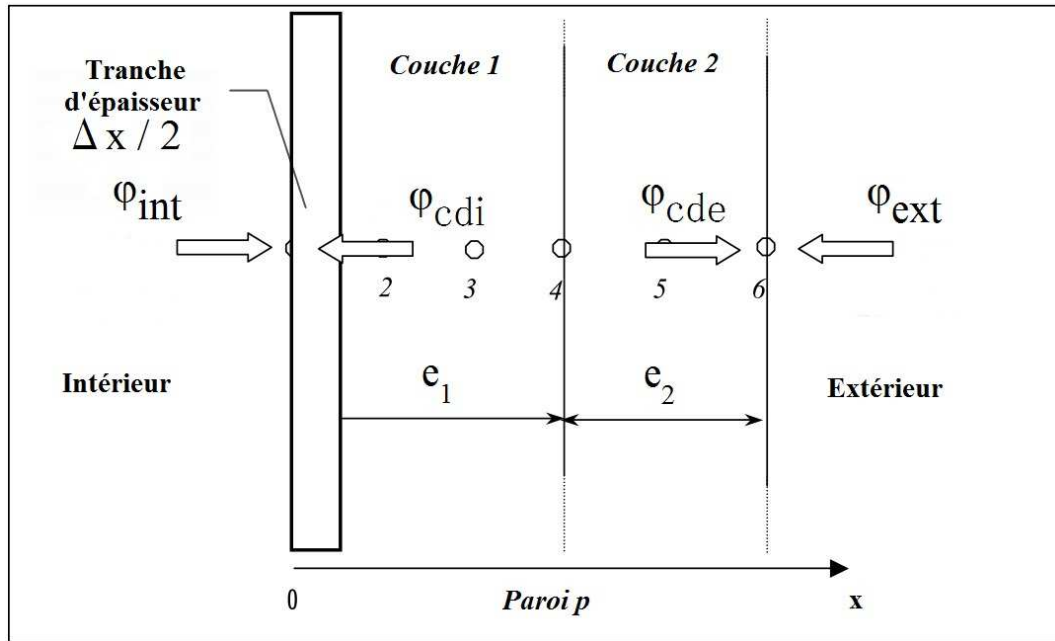 Couche 1
Couche 2
Tranche
d'épaisseur
Δ x / 2
φint
φcdi
φcde
φext
2
3
4
5
6
Intérieur
e1
e2
Extérieur
0
Paroi p
x